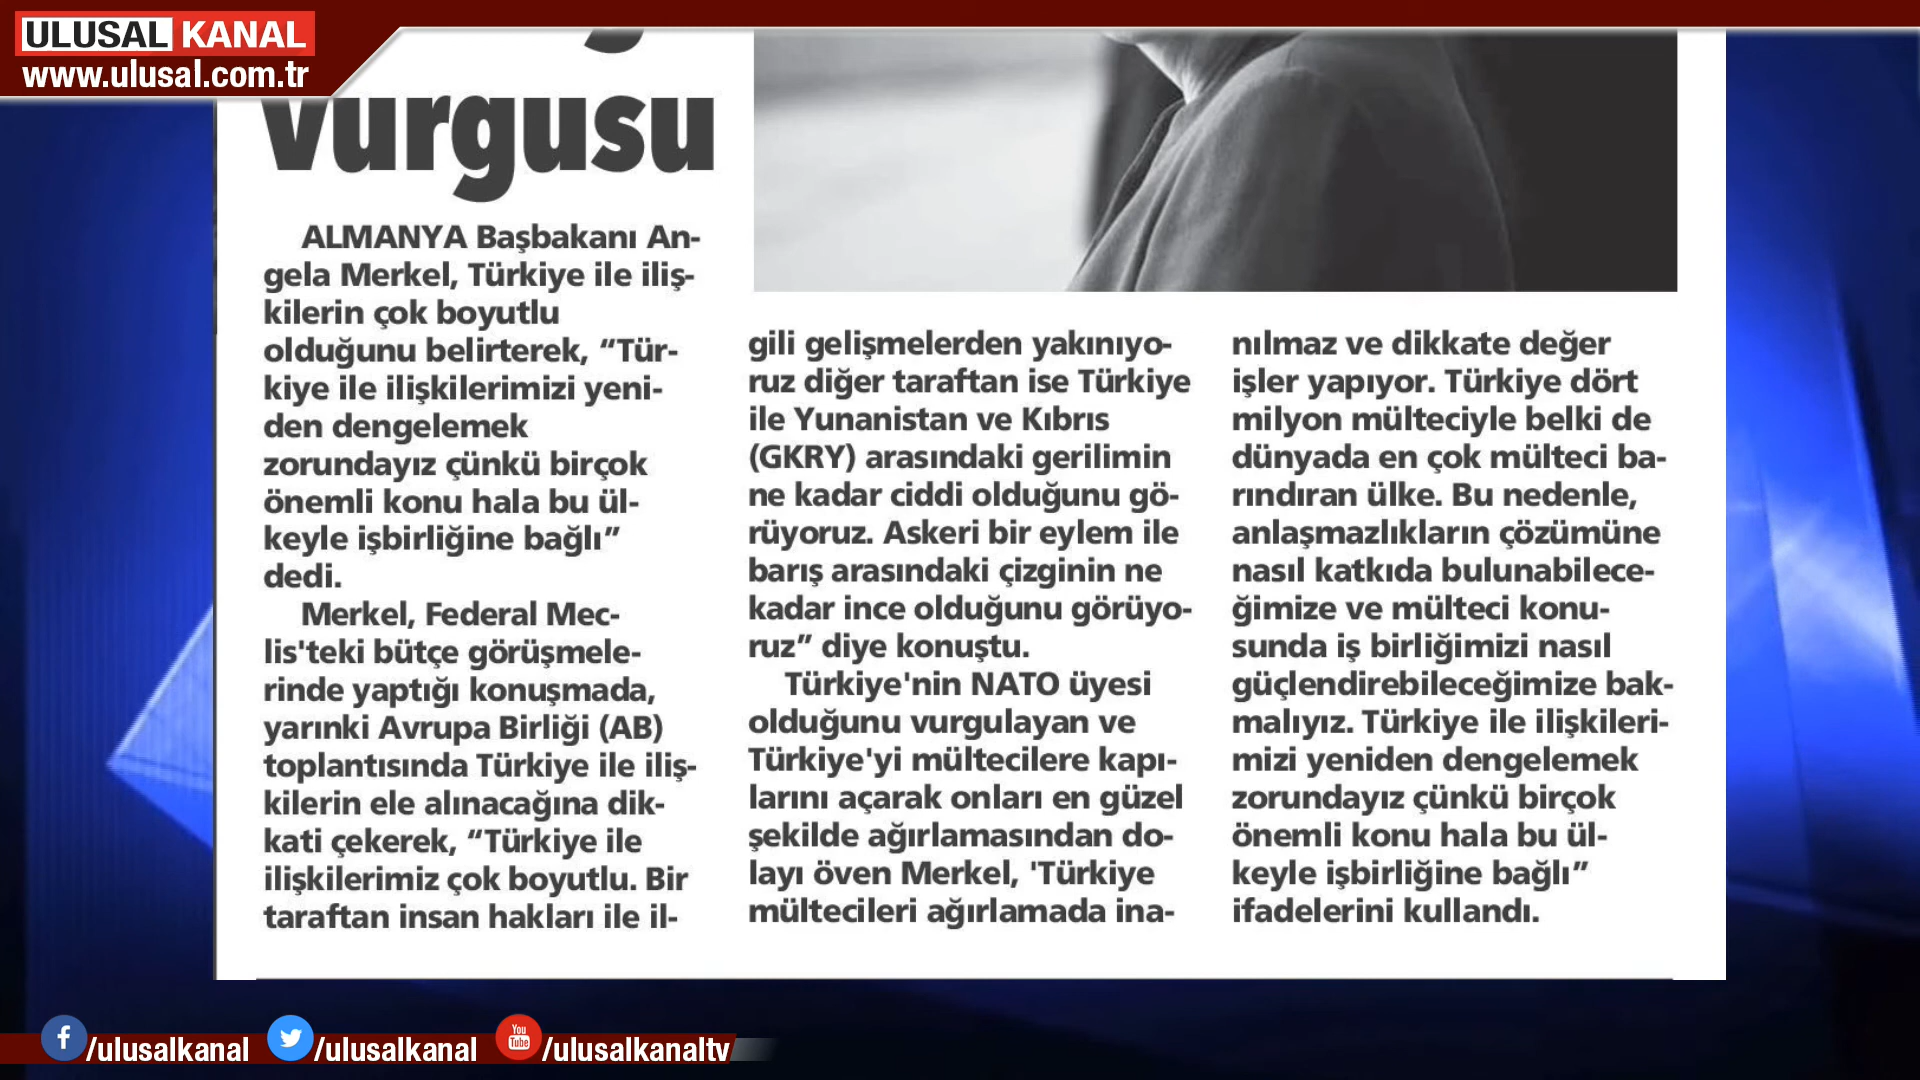 ULUSAL KANAL
www.ulusal.com.tr
vurgusu
ALMANYA Başbakanı An-
gela Merkel, Türkiye ile iliş-
kilerin çok boyutlu
olduğunu belirterek, “Tür-
kiye ile ilişkilerimizi yeni-
den dengelemek
zorundayız çünkü birçok
önemli konu hala bu ül-
keyle işbirliğine bağlı”
dedi.
Merkel, Federal Mec-
lis'teki bütçe görüşmele-
rinde yaptığı konuşmada,
yarınki Avrupa Birliği (AB)
toplantısında Türkiye ile iliş-
kilerin ele alınacağına dik-
kati çekerek, “Türkiye ile
ilişkilerimiz çok boyutlu. Bir
taraftan insan hakları ile il-
gili gelişmelerden yakınıyo-
ruz diğer taraftan ise Türkiye
ile Yunanistan ve Kıbrıs
(GKRY) arasındaki gerilimin
ne kadar ciddi olduğunu gö-
rüyoruz. Askeri bir eylem ile
barış arasındaki çizginin ne
kadar ince olduğunu görüyo-
ruz” diye konuştu.
Türkiye'nin NATO üyesi
olduğunu vurgulayan ve
Türkiye'yi mültecilere kapı-
larını açarak onları en güzel
şekilde ağırlamasından do-
layı öven Merkel, 'Türkiye
mültecileri ağırlamada ina-
nılmaz ve dikkate değer
işler yapıyor. Türkiye dört
milyon mülteciyle belki de
dünyada en çok mülteci ba-
rındıran ülke. Bu nedenle,
anlaşmazlıkların çözümüne
nasıl katkıda bulunabilece-
ğimize ve mülteci konu-
sunda iş birliğimizi nasıl
güçlendirebileceğimize bak-
malıyız. Türkiye ile ilişkileri-
mizi yeniden dengelemek
zorundayız çünkü birçok
önemli konu hala bu ül-
keyle işbirliğine bağlı”
ifadelerini kullandı.
/ulusalkanal
/ulusalkanal
You Tube /ulusalkanaltv